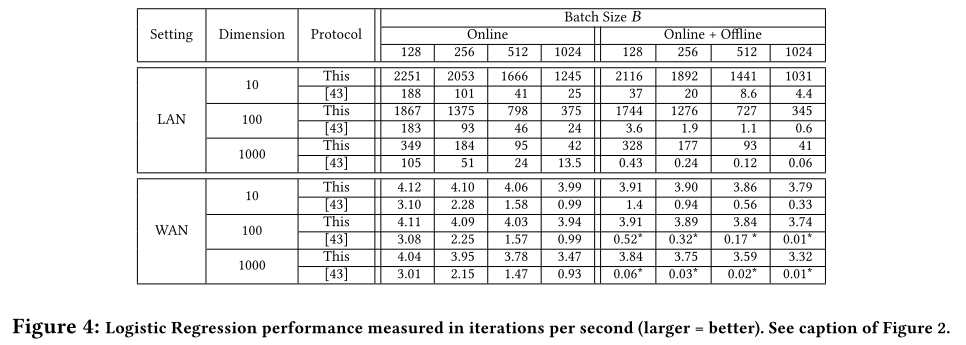 Setting Dimension Protocol Batch Size B
Online Online + Offline
128 256 512 1024 128 256 512 1024
LAN 10 This 2251 2053 1666 1245 2116 1892 1441 1031
[43] 188 101 41 25 37 20 8.6 4.4
100 This 1867 1375 798 375 1744 1276 727 345
[43] 183 93 46 24 3.6 1.9 1.1 0.6
1000 This 349 184 95 42 328 177 93 41
[43] 105 51 24 13.5 0.43 0.24 0.12 0.06
WAN 10 This 4.12 4.10 4.06 3.99 3.91 3.90 3.86 3.79
[43] 3.10 2.28 1.58 0.99 1.4 0.94 0.56 0.33
100 This 4.11 4.09 4.03 3.94 3.91 3.89 3.84 3.74
[43] 3.08 2.25 1.57 0.99 0.52* 0.32* 0.17 * 0.01*
1000 This 4.04 3.95 3.78 3.47 3.84 3.75 3.59 3.32
[43] 3.01 2.15 1.47 0.93 0.06* 0.03* 0.02* 0.01*
Figure 4: Logistic Regression performance measured in iterations per second (larger = better). See caption of Figure 2.